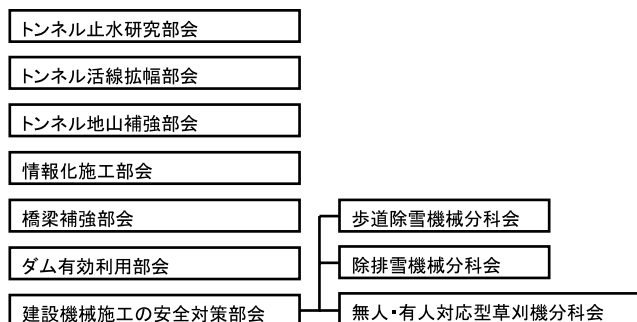 トンネル止水研究部会
トンネル活線拡幅部会
トンネル地山補強部会
情報化施工部会
橋梁補強部会
歩道除雪機械分科会
ダム有効利用部会
除排雪機械分科会
建設機械施工の安全対策部会
無人・有人対応型草刈機分科会